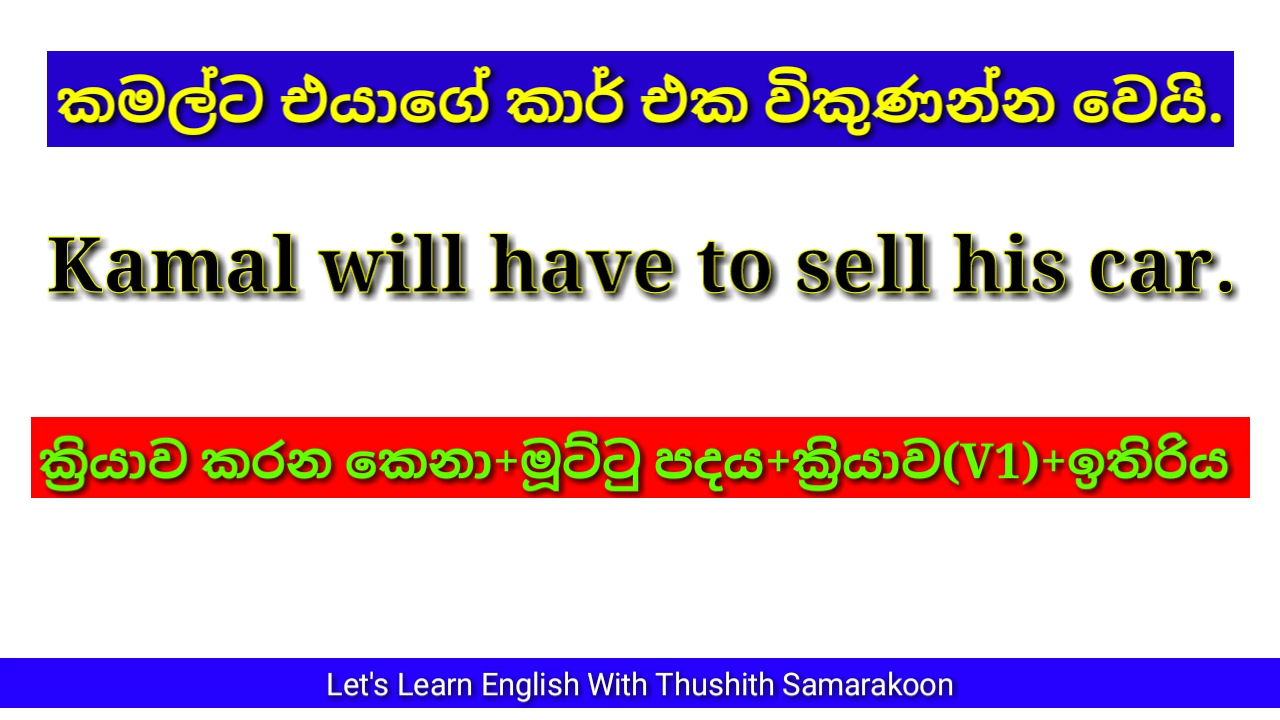 කමල්ට එයාගේ කාර් එක විකුණන්න වෙයි.
Kamal will have to sell his car.
ක්‍රියාව කරන කෙනා+මූට්ටු පදය+ක්‍රියාව(V1)+ඉතිරිය
Let's Learn English With Thushith Samarakoon